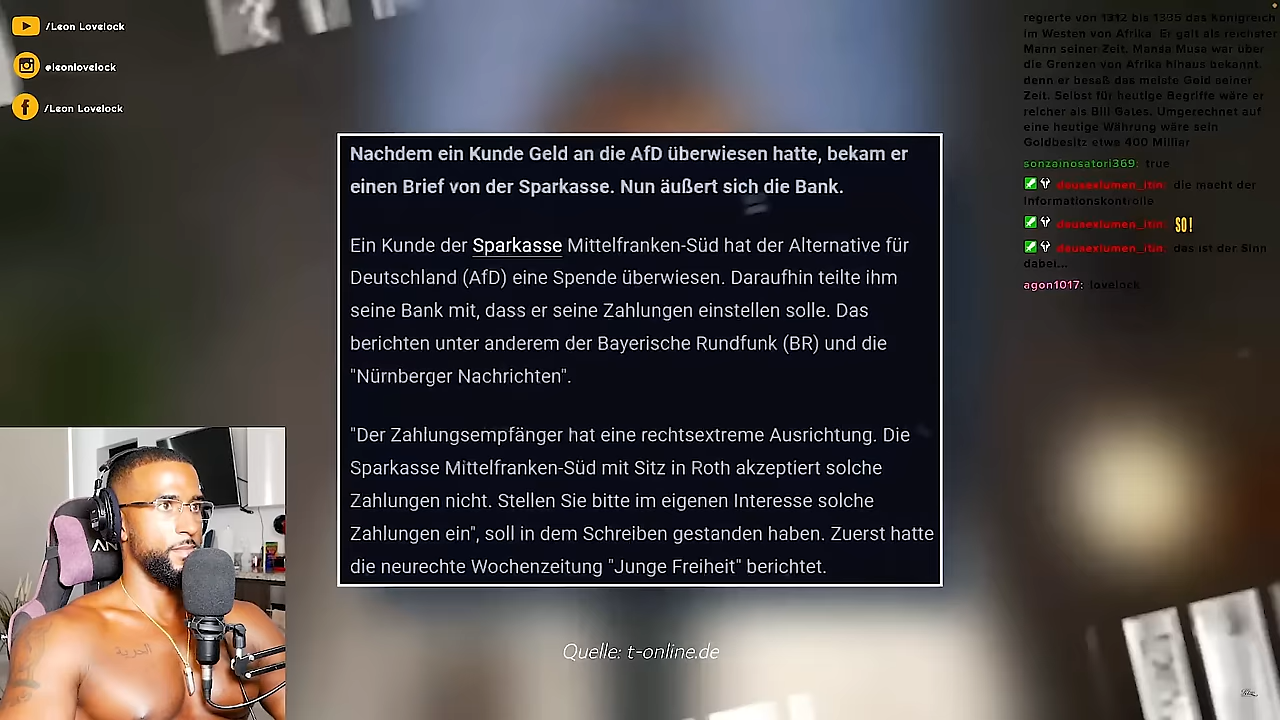 /Leon Lovelock
@leonlovelock
/Leon Lovelock
Nachdem ein Kunde Geld an die AfD überwiesen hatte, bekam er
einen Brief von der Sparkasse. Nun äußert sich die Bank.
Ein Kunde der Sparkasse Mittelfranken-Süd hat der Alternative für
Deutschland (AfD) eine Spende überwiesen. Daraufhin teilte ihm
seine Bank mit, dass er seine Zahlungen einstellen solle. Das
berichten unter anderem der Bayerische Rundfunk (BR) und die
"Nürnberger Nachrichten".
"Der Zahlungsempfänger hat eine rechtsextreme Ausrichtung. Die
Sparkasse Mittelfranken-Süd mit Sitz in Roth akzeptiert solche
Zahlungen nicht. Stellen Sie bitte im eigenen Interesse solche
Zahlungen ein", soll in dem Schreiben gestanden haben. Zuerst hatte
die neurechte Wochenzeitung "Junge Freiheit" berichtet.
Quelle: t-online.de
regierte von 1312 bis 1335 das Königreich
im Westen von Afrika. Er galt als reichster
Mann seiner Zeit. Mansa Musa war über
die Grenzen von Afrika hinaus bekannt,
denn er besaß das meiste Gold seiner
Zeit. Selbst für heutige Begriffe wäre er
reicher als Bill Gates. Umgerechnet auf
eine heutige Währung wäre sein
Goldbesitz etwa 400 Milliar
sonzainosatori369: true
deusexlumen_itin: die macht der
Informationskontrolle
deusexlumen_itin: SO!
deusexlumen_itin: das ist der Sinn
dabei...
agon1017: lovelock
الحرية